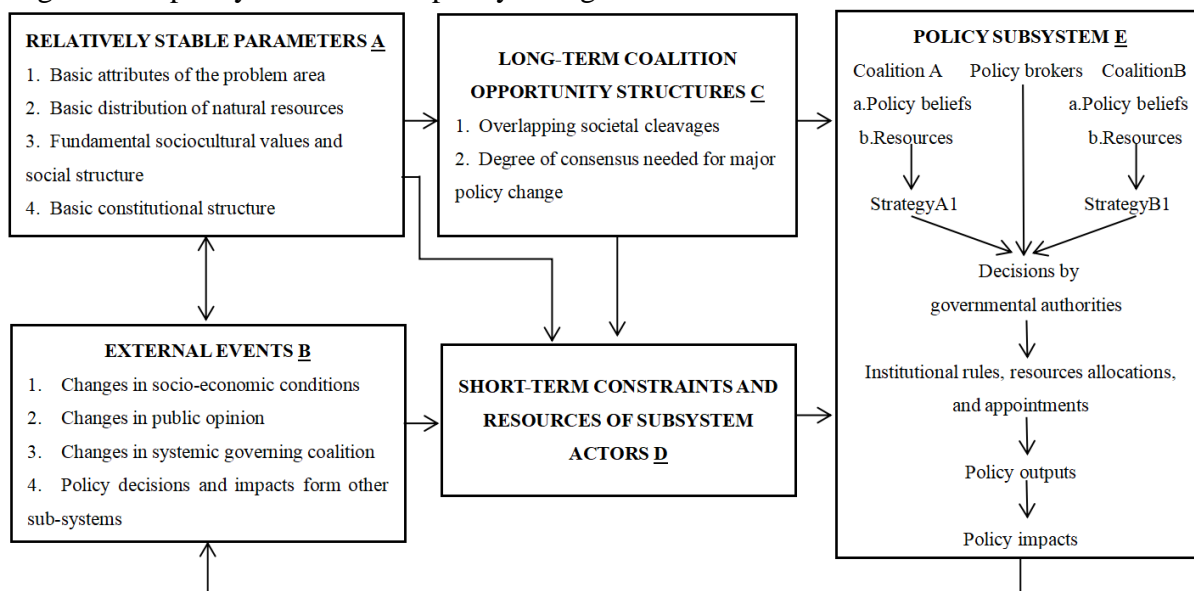 RELATIVELY STABLE PARAMETERS A
1. Basic attributes of the problem area
2. Basic distribution of natural resources
3. Fundamental sociocultural values and
social structure
4. Basic constitutional structure
LONG-TERM COALITION
OPPORTUNITY STRUCTURES C
1. Overlapping societal cleavages
2. Degree of consensus needed for major
policy change
POLICY SUBSYSTEM E
Coalition A Policy brokers CoalitionB
a.Policy beliefs a.Policy beliefs
b.Resources b.Resources
StrategyA1 StrategyB1
Decisions by
governmental authorities
Institutional rules, resources allocations,
and appointments
Policy outputs
Policy impacts
EXTERNAL EVENTS B
1. Changes in socio-economic conditions
2. Changes in public opinion
3. Changes in systemic governing coalition
4. Policy decisions and impacts form other
sub-systems
SHORT-TERM CONSTRAINTS AND
RESOURCES OF SUBSYSTEM
ACTORS D